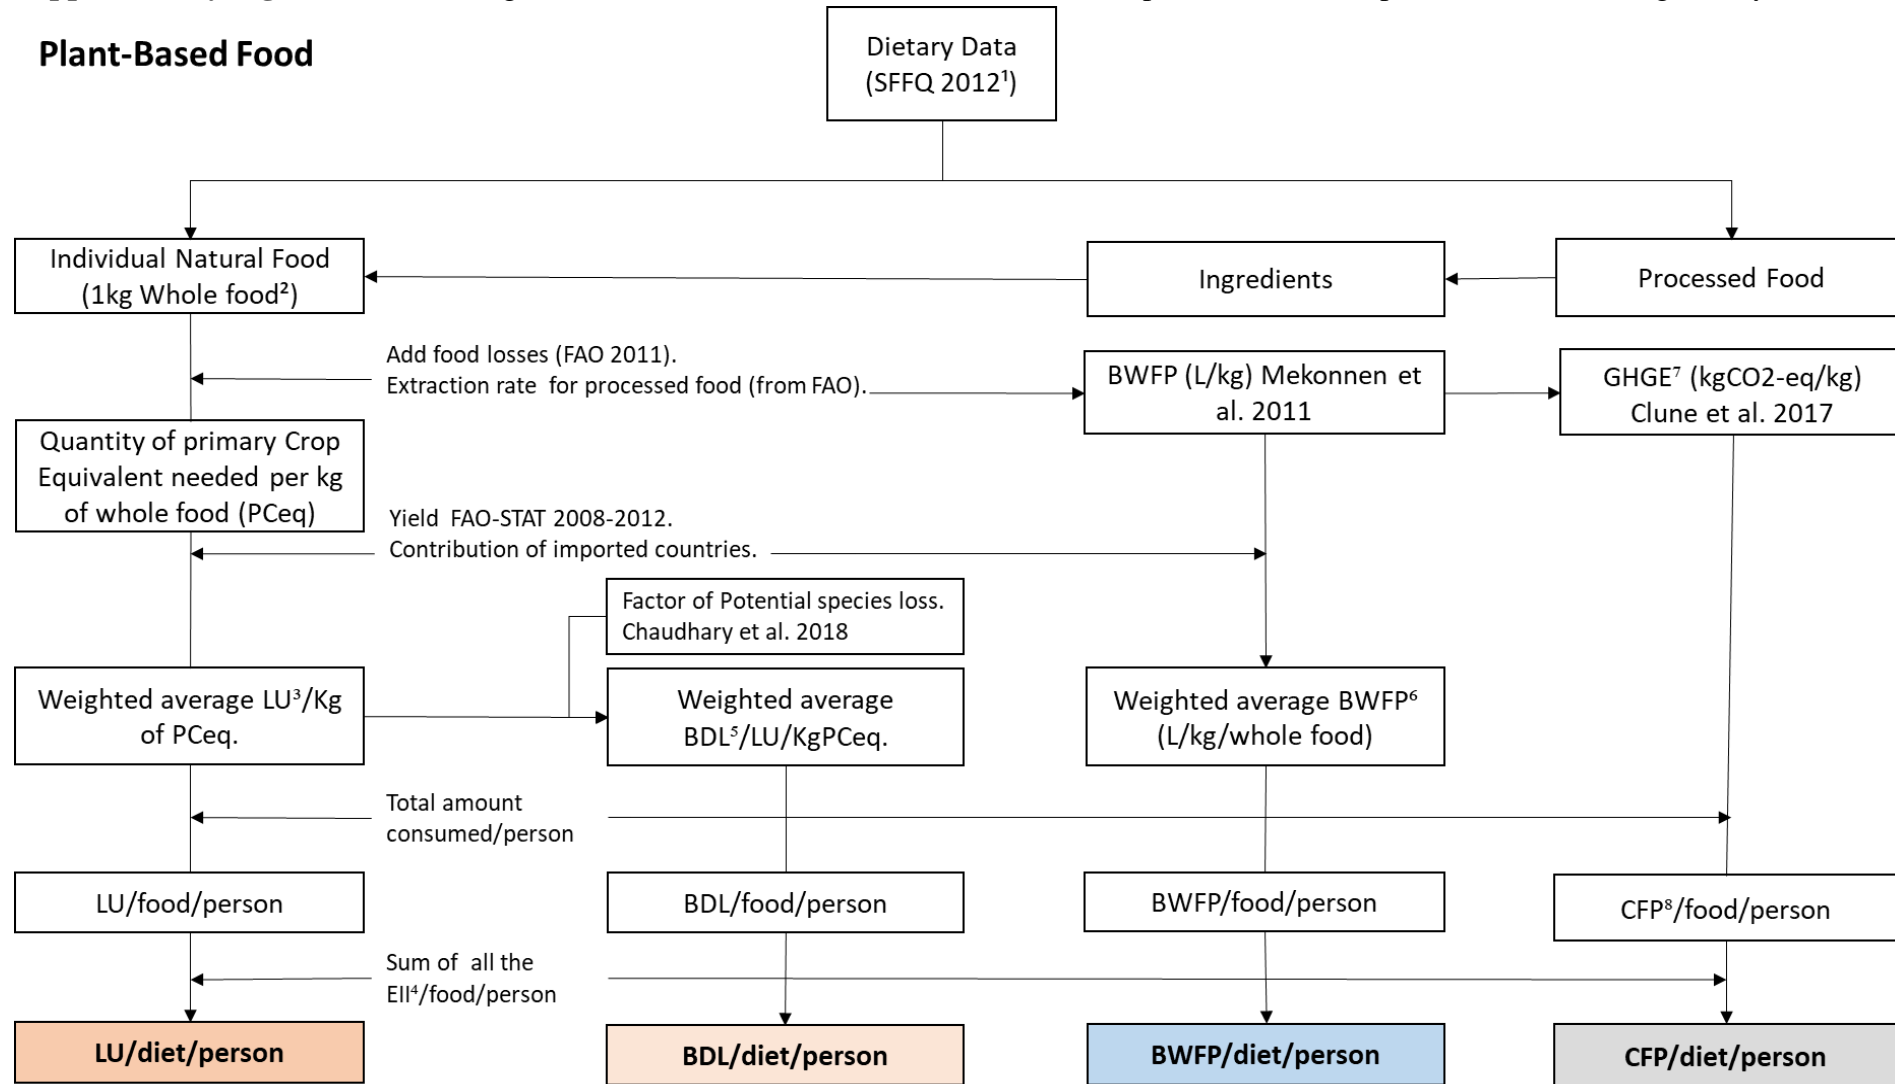 Plant-Based Food
Dietary Data
(SFFQ 2012¹)
Individual Natural Food
(1kg Whole food²)
Ingredients
Processed Food
Add food losses (FAO 2011).
Extraction rate for processed food (from FAO).
BWFP (L/kg) Mekonnen et
al. 2011
GHGE⁷ (kgCO2-eq/kg)
Clune et al. 2017
Quantity of primary Crop
Equivalent needed per kg
of whole food (PCeq)
Yield FAO-STAT 2008-2012.
Contribution of imported countries.
Factor of Potential species loss.
Chaudhary et al. 2018
Weighted average LU³/Kg
of PCeq.
Weighted average
BDL⁵/LU/KgPCeq.
Weighted average BWFP⁶
(L/kg/whole food)
Total amount
consumed/person
LU/food/person
BDL/food/person
BWFP/food/person
CFP⁸/food/person
Sum of all the
EII⁴/food/person
LU/diet/person
BDL/diet/person
BWFP/diet/person
CFP/diet/person